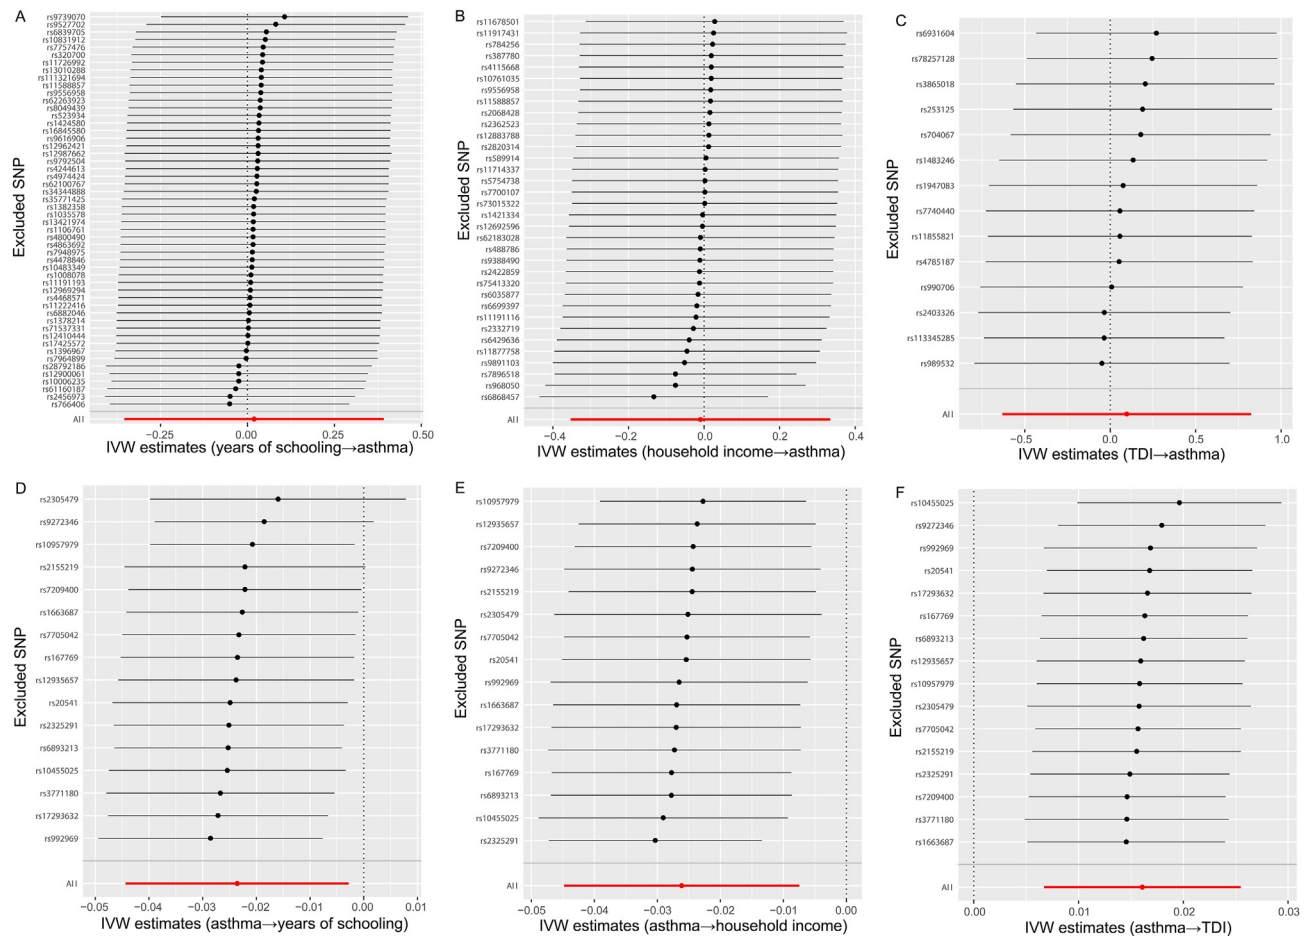 A
Excluded SNP
rs9739070
rs9527702
rs6839705
rs10831912
rs7757476
rs320700
rs11726992
rs13010288
rs111321694
rs11588857
rs9556958
rs62263923
rs8049439
rs523934
rs1424580
rs16845580
rs9616906
rs12962421
rs12987662
rs9792504
rs4244613
rs4974424
rs62100767
rs34344888
rs35771425
rs1382358
rs1035578
rs13421974
rs1106761
rs4800490
rs4863692
rs7948975
rs4478846
rs10483349
rs1008078
rs11191193
rs12969294
rs4468571
rs11222416
rs6882046
rs1378214
rs71537331
rs12410444
rs17425572
rs1396967
rs7964899
rs28792186
rs12900061
rs10006235
rs61160187
rs2456973
rs766406
All
−0.25 0.00 0.25 0.50
IVW estimates (years of schooling→asthma)
B
Excluded SNP
rs11678501
rs11917431
rs784256
rs387780
rs4115668
rs10761035
rs9556958
rs11588857
rs2068428
rs2362523
rs12883788
rs2820314
rs589914
rs11714337
rs5754738
rs7700107
rs73015322
rs1421334
rs12692596
rs62183028
rs488786
rs9388490
rs2422859
rs75413320
rs6035877
rs6699397
rs11191116
rs2332719
rs6429636
rs11877758
rs9891103
rs7896518
rs968050
rs6868457
All
−0.4 −0.2 0.0 0.2 0.4
IVW estimates (household income→asthma)
C
Excluded SNP
rs6931604
rs78257128
rs3865018
rs253125
rs704067
rs1483246
rs1947083
rs7740440
rs11855821
rs4785187
rs990706
rs2403326
rs113345285
rs989532
All
−0.5 0.0 0.5 1.0
IVW estimates (TDI→asthma)
D
Excluded SNP
rs2305479
rs9272346
rs10957979
rs2155219
rs7209400
rs1663687
rs7705042
rs167769
rs12935657
rs20541
rs2325291
rs6893213
rs10455025
rs3771180
rs17293632
rs992969
All
−0.05 −0.04 −0.03 −0.02 −0.01 0.00 0.01
IVW estimates (asthma→years of schooling)
E
Excluded SNP
rs10957979
rs12935657
rs7209400
rs9272346
rs2155219
rs2305479
rs7705042
rs20541
rs992969
rs1663687
rs17293632
rs3771180
rs167769
rs6893213
rs10455025
rs2325291
All
−0.05 −0.04 −0.03 −0.02 −0.01 0.00
IVW estimates (asthma→household income)
F
Excluded SNP
rs10455025
rs9272346
rs992969
rs20541
rs17293632
rs167769
rs6893213
rs12935657
rs10957979
rs2305479
rs7705042
rs2155219
rs2325291
rs7209400
rs3771180
rs1663687
All
0.00 0.01 0.02 0.03
IVW estimates (asthma→TDI)